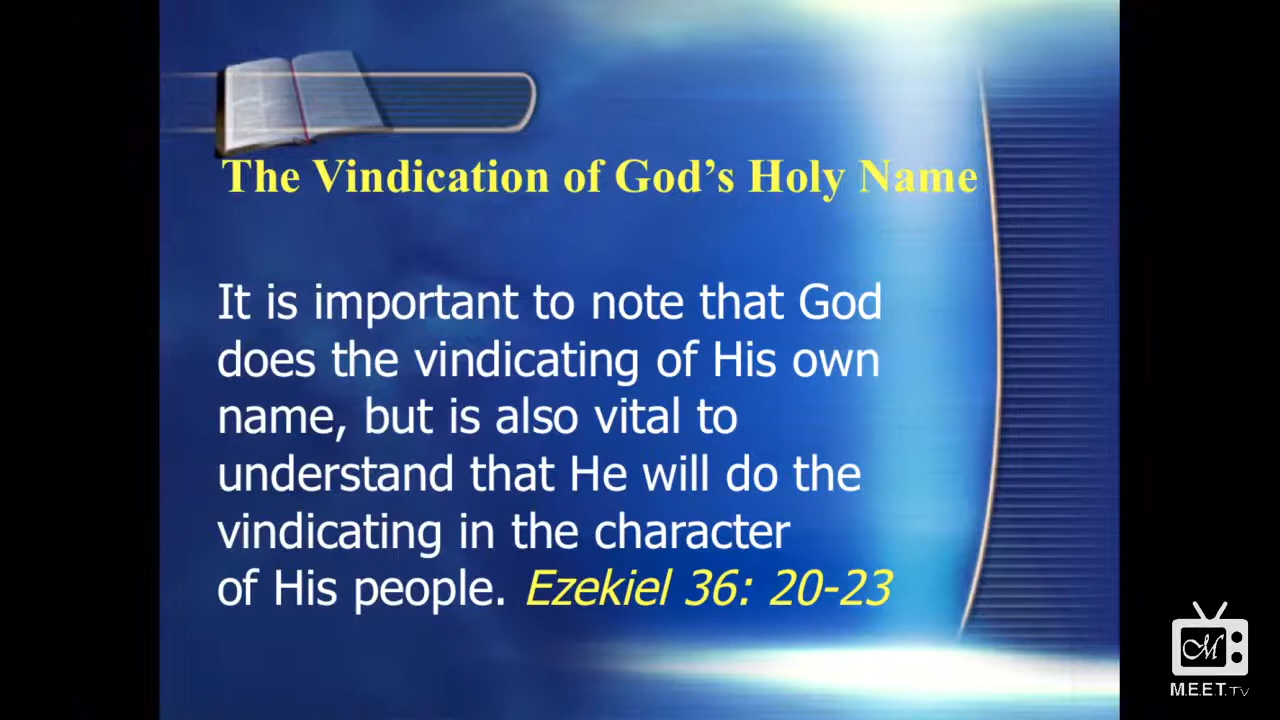 The Vindication of God’s Holy Name
It is important to note that God
does the vindicating of His own
name, but is also vital to
understand that He will do the
vindicating in the character
of His people. Ezekiel 36: 20-23
M
M.E.E.T.TV